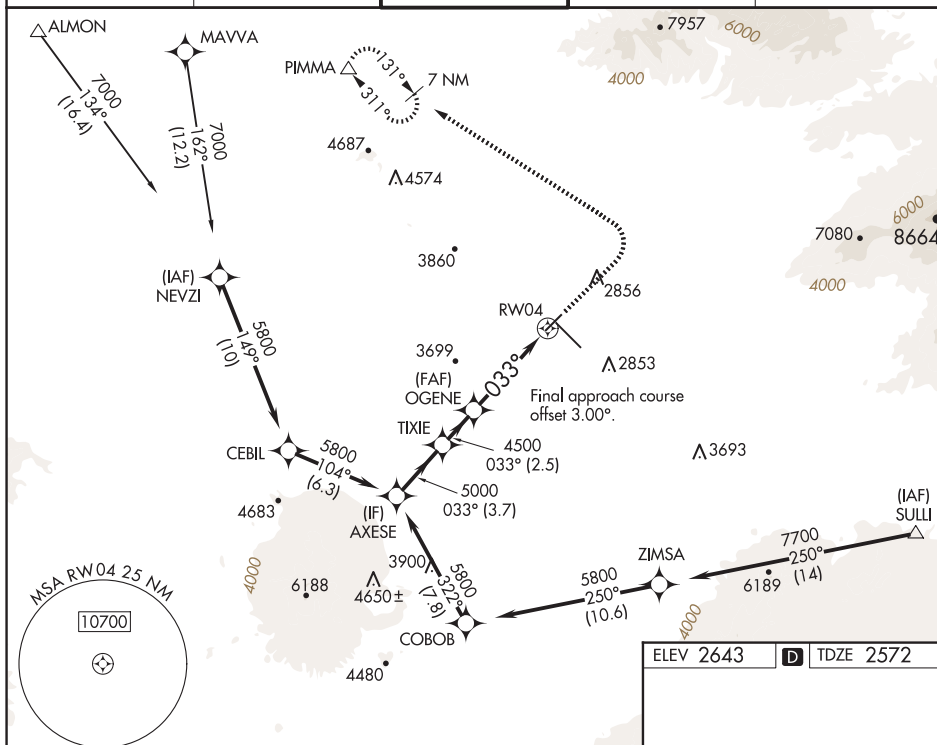 ALMON
MAVVA
7957
6000
4000
PIMMA
131°
311°
7 NM
7000
134°
(16.4)
7000
162°
(12.2)
4687
4574
6000
7080
8664
4000
3860
(IAF)
NEVZI
2856
RW04
5800
149°
(10)
3699
(FAF)
OGENE
033°
2853
Final approach course
offset 3.00°.
TIXIE
4500
033° (2.5)
CEBIL
5800
104°
(6.3)
3693
5000
033° (3.7)
4683
(IF)
AXESE
(IAF)
SULLI
7700
250°
(14)
ZIMSA
4000
6188
3900
4650±
5800
322°
(7.8)
5800
250°
(10.6)
6189
4000
COBOB
4480
MSA RW04 25 NM
10700
ELEV 2643
D
TDZE 2572